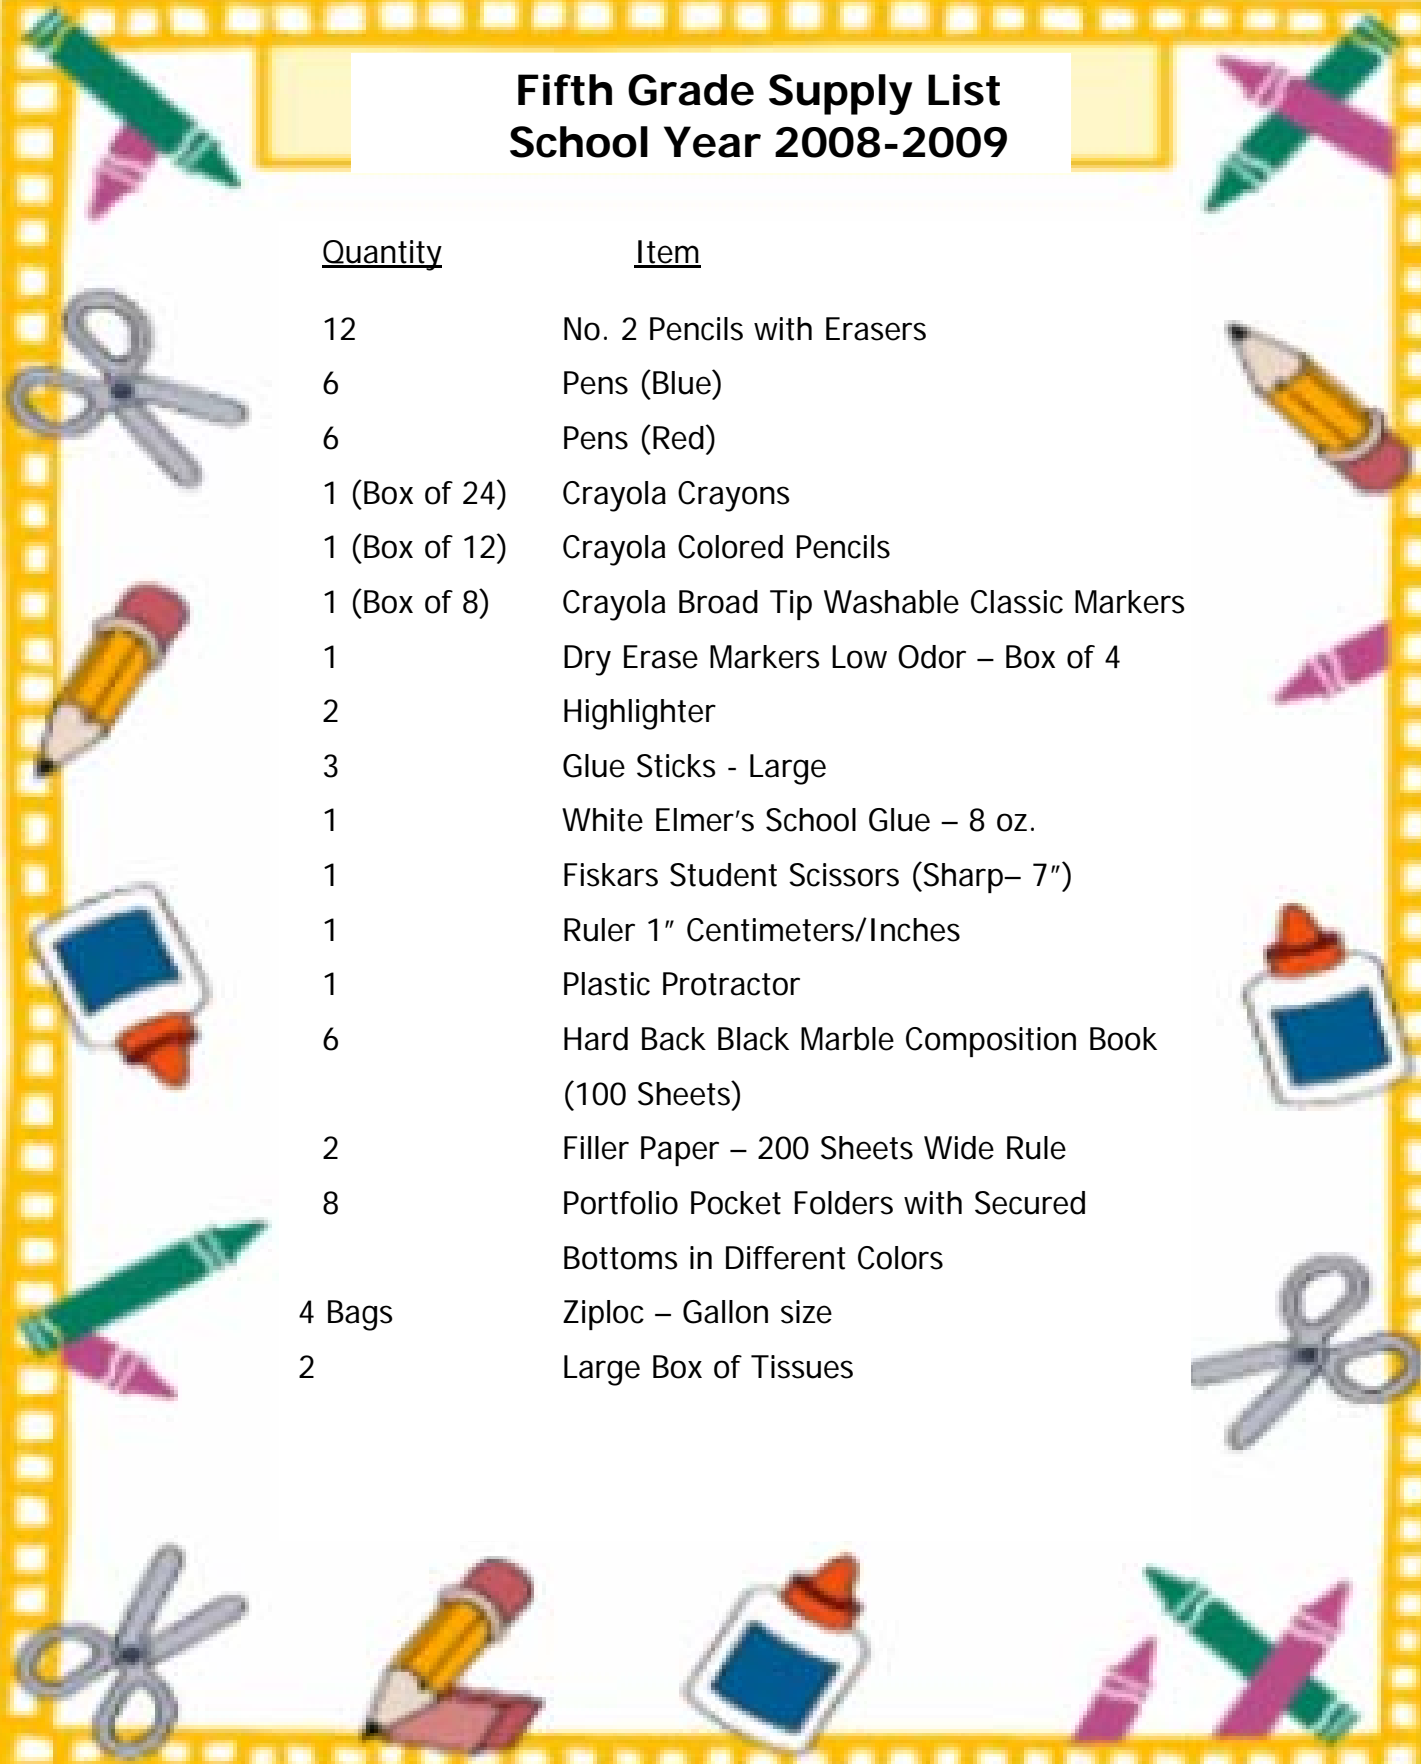 Fifth Grade Supply List
School Year 2008-2009
Quantity Item
12 No. 2 Pencils with Erasers
6 Pens (Blue)
6 Pens (Red)
1 (Box of 24) Crayola Crayons
1 (Box of 12) Crayola Colored Pencils
1 (Box of 8) Crayola Broad Tip Washable Classic Markers
1 Dry Erase Markers Low Odor – Box of 4
2 Highlighter
3 Glue Sticks - Large
1 White Elmer’s School Glue – 8 oz.
1 Fiskars Student Scissors (Sharp– 7”)
1 Ruler 1” Centimeters/Inches
1 Plastic Protractor
6 Hard Back Black Marble Composition Book
(100 Sheets)
2 Filler Paper – 200 Sheets Wide Rule
8 Portfolio Pocket Folders with Secured
Bottoms in Different Colors
4 Bags Ziploc – Gallon size
2 Large Box of Tissues